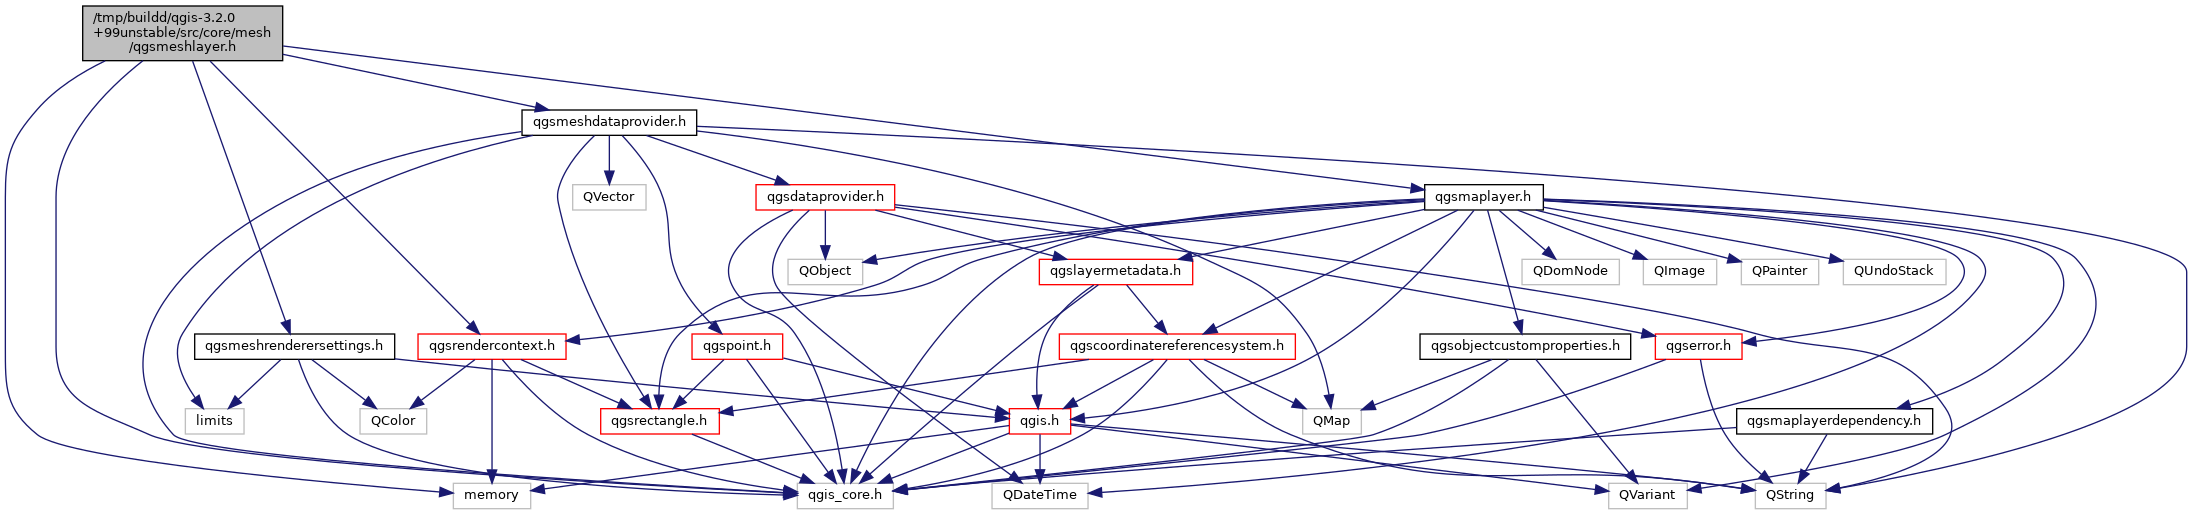 /tmp/buildd/qgis-3.2.0
+99unstable/src/core/mesh
/qgsmeshlayer.h
qgsmeshdataprovider.h
QVector
qgsdataprovider.h
qgsmaplayer.h
QObject
qgslayermetadata.h
QDomNode
QImage
QPainter
QUndoStack
qgsmeshrenderersettings.h
qgsrendercontext.h
qgspoint.h
qgscoordinatereferencesystem.h
qgsobjectcustomproperties.h
qgserror.h
limits
QColor
qgsrectangle.h
qgis.h
QMap
qgsmaplayerdependency.h
memory
qgis_core.h
QDateTime
QVariant
QString